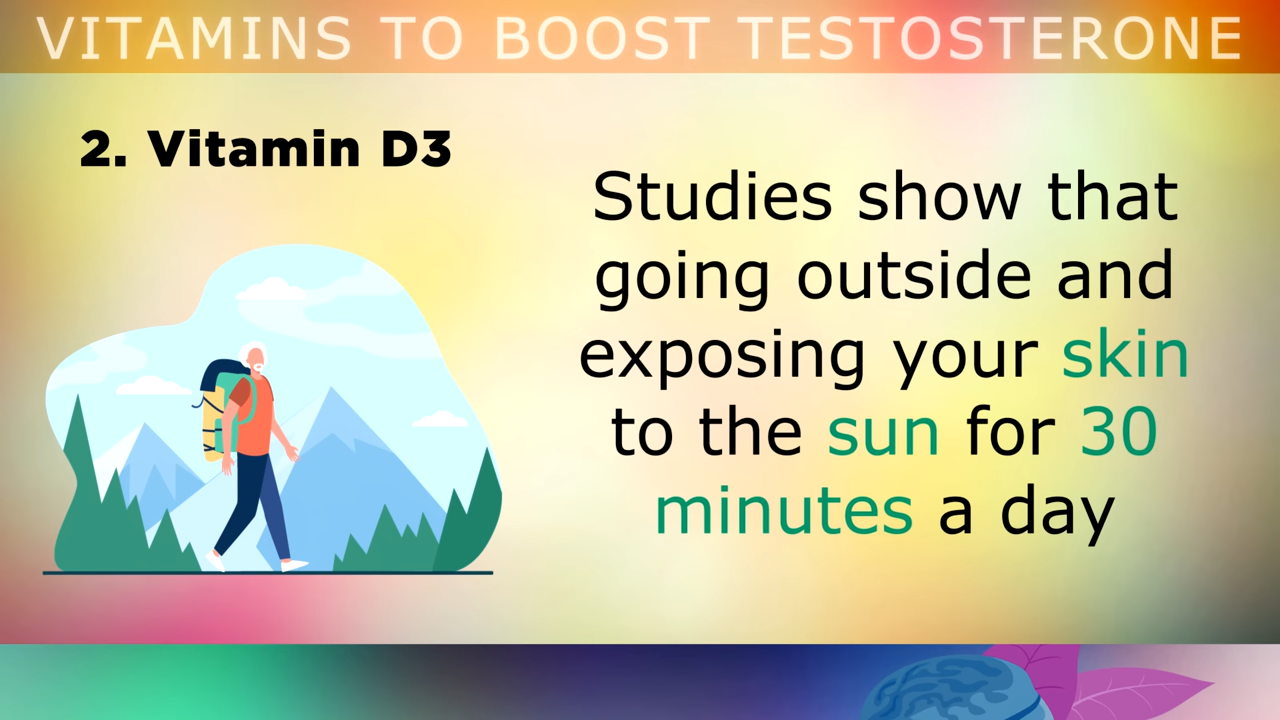 VITAMINS TO BOOST TESTOSTERONE
2. Vitamin D3
Studies show that
going outside and
exposing your skin
to the sun for 30
minutes a day